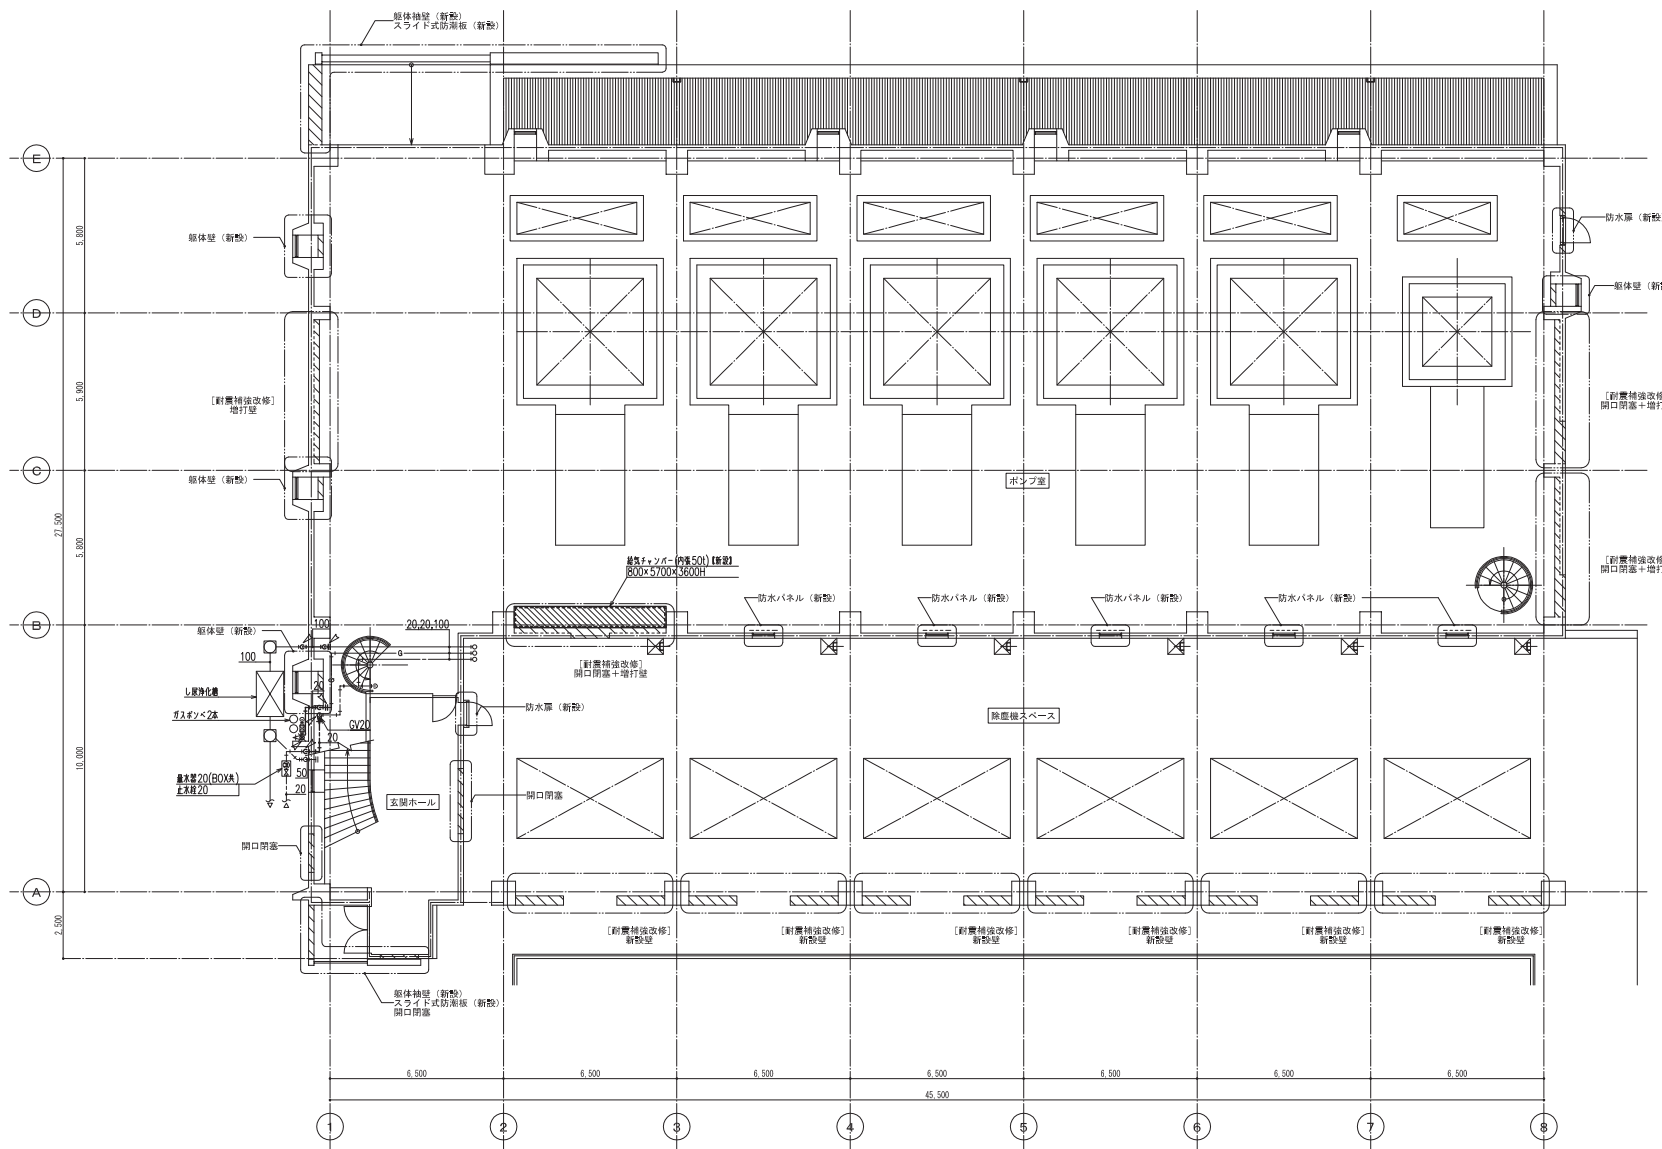 躯体袖壁（新設）
スライド式防潮板（新設）
E
5,800
躯体壁（新設）
防水扉（新設
躯体壁（新
D
5,900
[耐震補強改修]
増打壁
[耐震補強改修
開口閉塞＋増打
C
躯体壁（新設）
ポンプ室
27,500
5,800
給気チャンバー(内張50t)【新設】
800×5700×3600H
[耐震補強改修
開口閉塞＋増打
防水パネル（新設）
防水パネル（新設）
防水パネル（新設）
防水パネル（新設）
B
躯体壁（新設）
100
20,20,100
G
100
[耐震補強改修]
開口閉塞＋増打壁
し尿浄化槽
20
G
防水扉（新設）
除塵機スペース
ガスボンベ2本
GV20
20
10,000
量水器20(BOX共)
止水栓20
50
20
玄関ホール
開口閉塞
開口閉塞
A
2,500
[耐震補強改修]
新設壁
[耐震補強改修]
新設壁
[耐震補強改修]
新設壁
[耐震補強改修]
新設壁
[耐震補強改修]
新設壁
[耐震補強改修]
新設壁
躯体袖壁（新設）
スライド式防潮板（新設）
開口閉塞
6,500
6,500
6,500
6,500
6,500
6,500
6,500
45,500
1
2
3
4
5
6
7
8